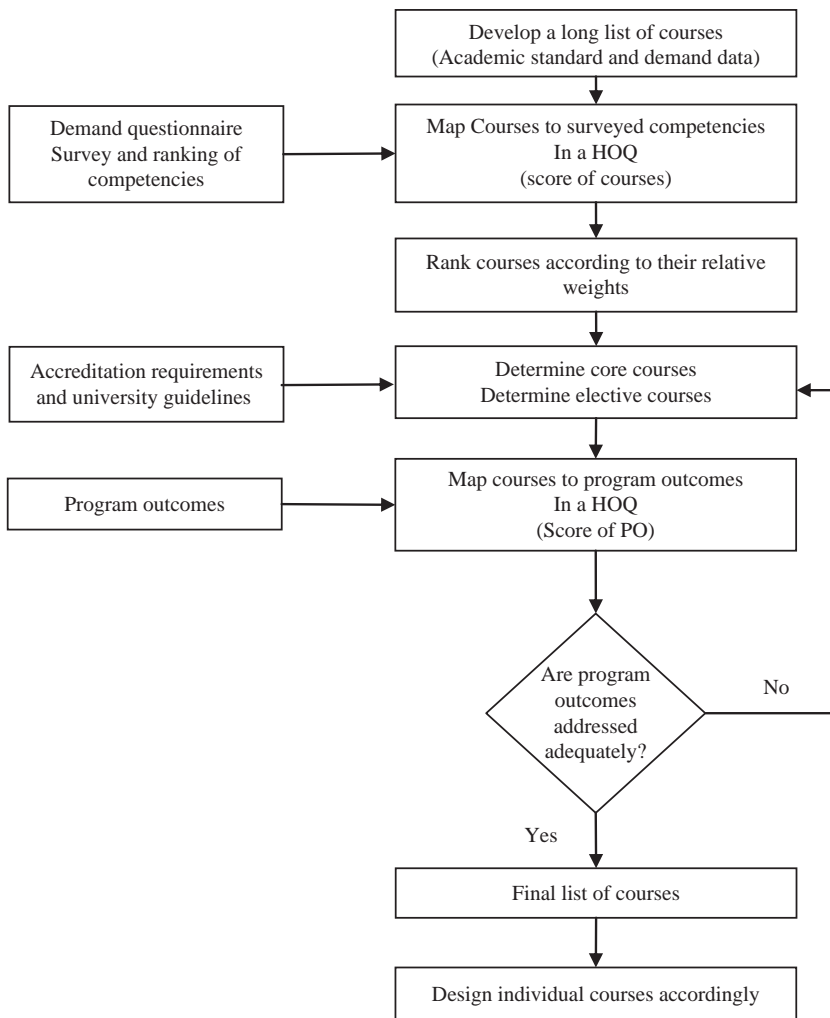 Develop a long list of courses
(Academic standard and demand data)
Demand questionnaire
Survey and ranking of
competencies
Map Courses to surveyed competencies
In a HOQ
(score of courses)
Rank courses according to their relative
weights
Accreditation requirements
and university guidelines
Determine core courses
Determine elective courses
Program outcomes
Map courses to program outcomes
In a HOQ
(Score of PO)
Are program
outcomes
addressed
adequately?
No
Yes
Final list of courses
Design individual courses accordingly